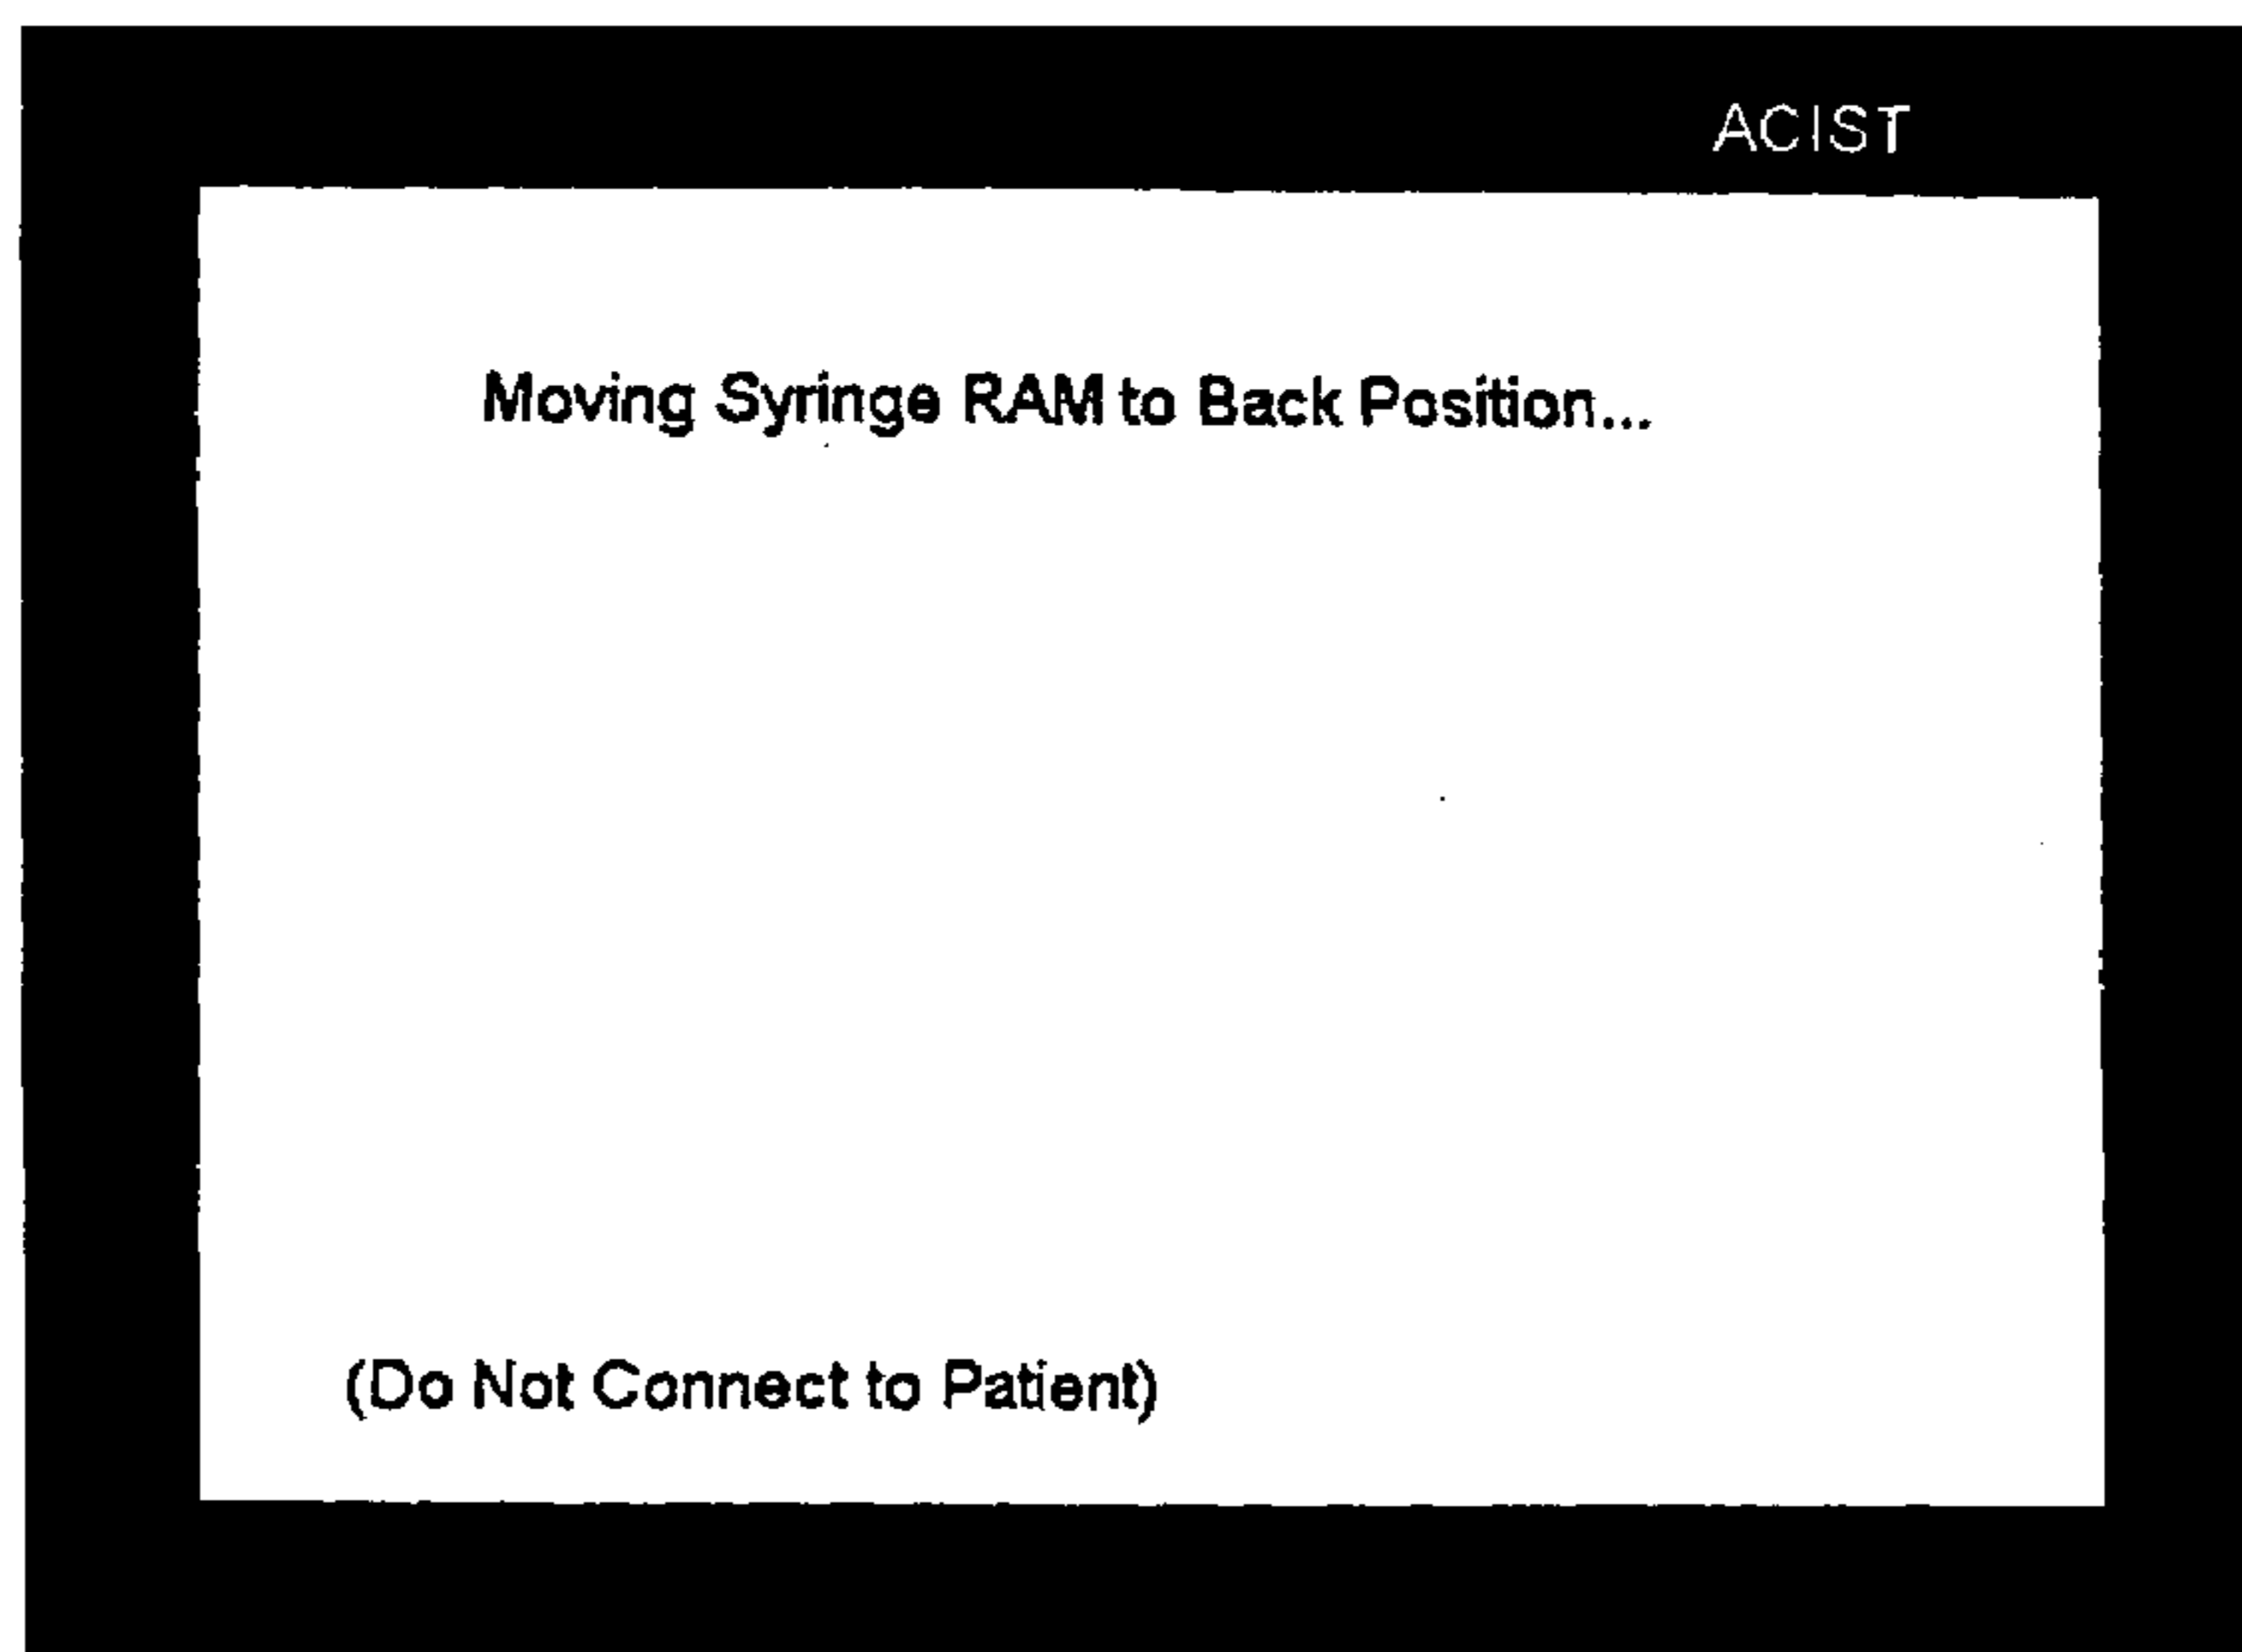 ACIST
Moving Syringe RAM to Back Position...
(Do Not Connect to Patient)